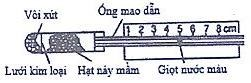 Vôi xút
Ống mao dẫn
1 2 3 4 5 6 7 8 cm
Lưới kim loại
Hạt nảy mầm
Giọt nước màu